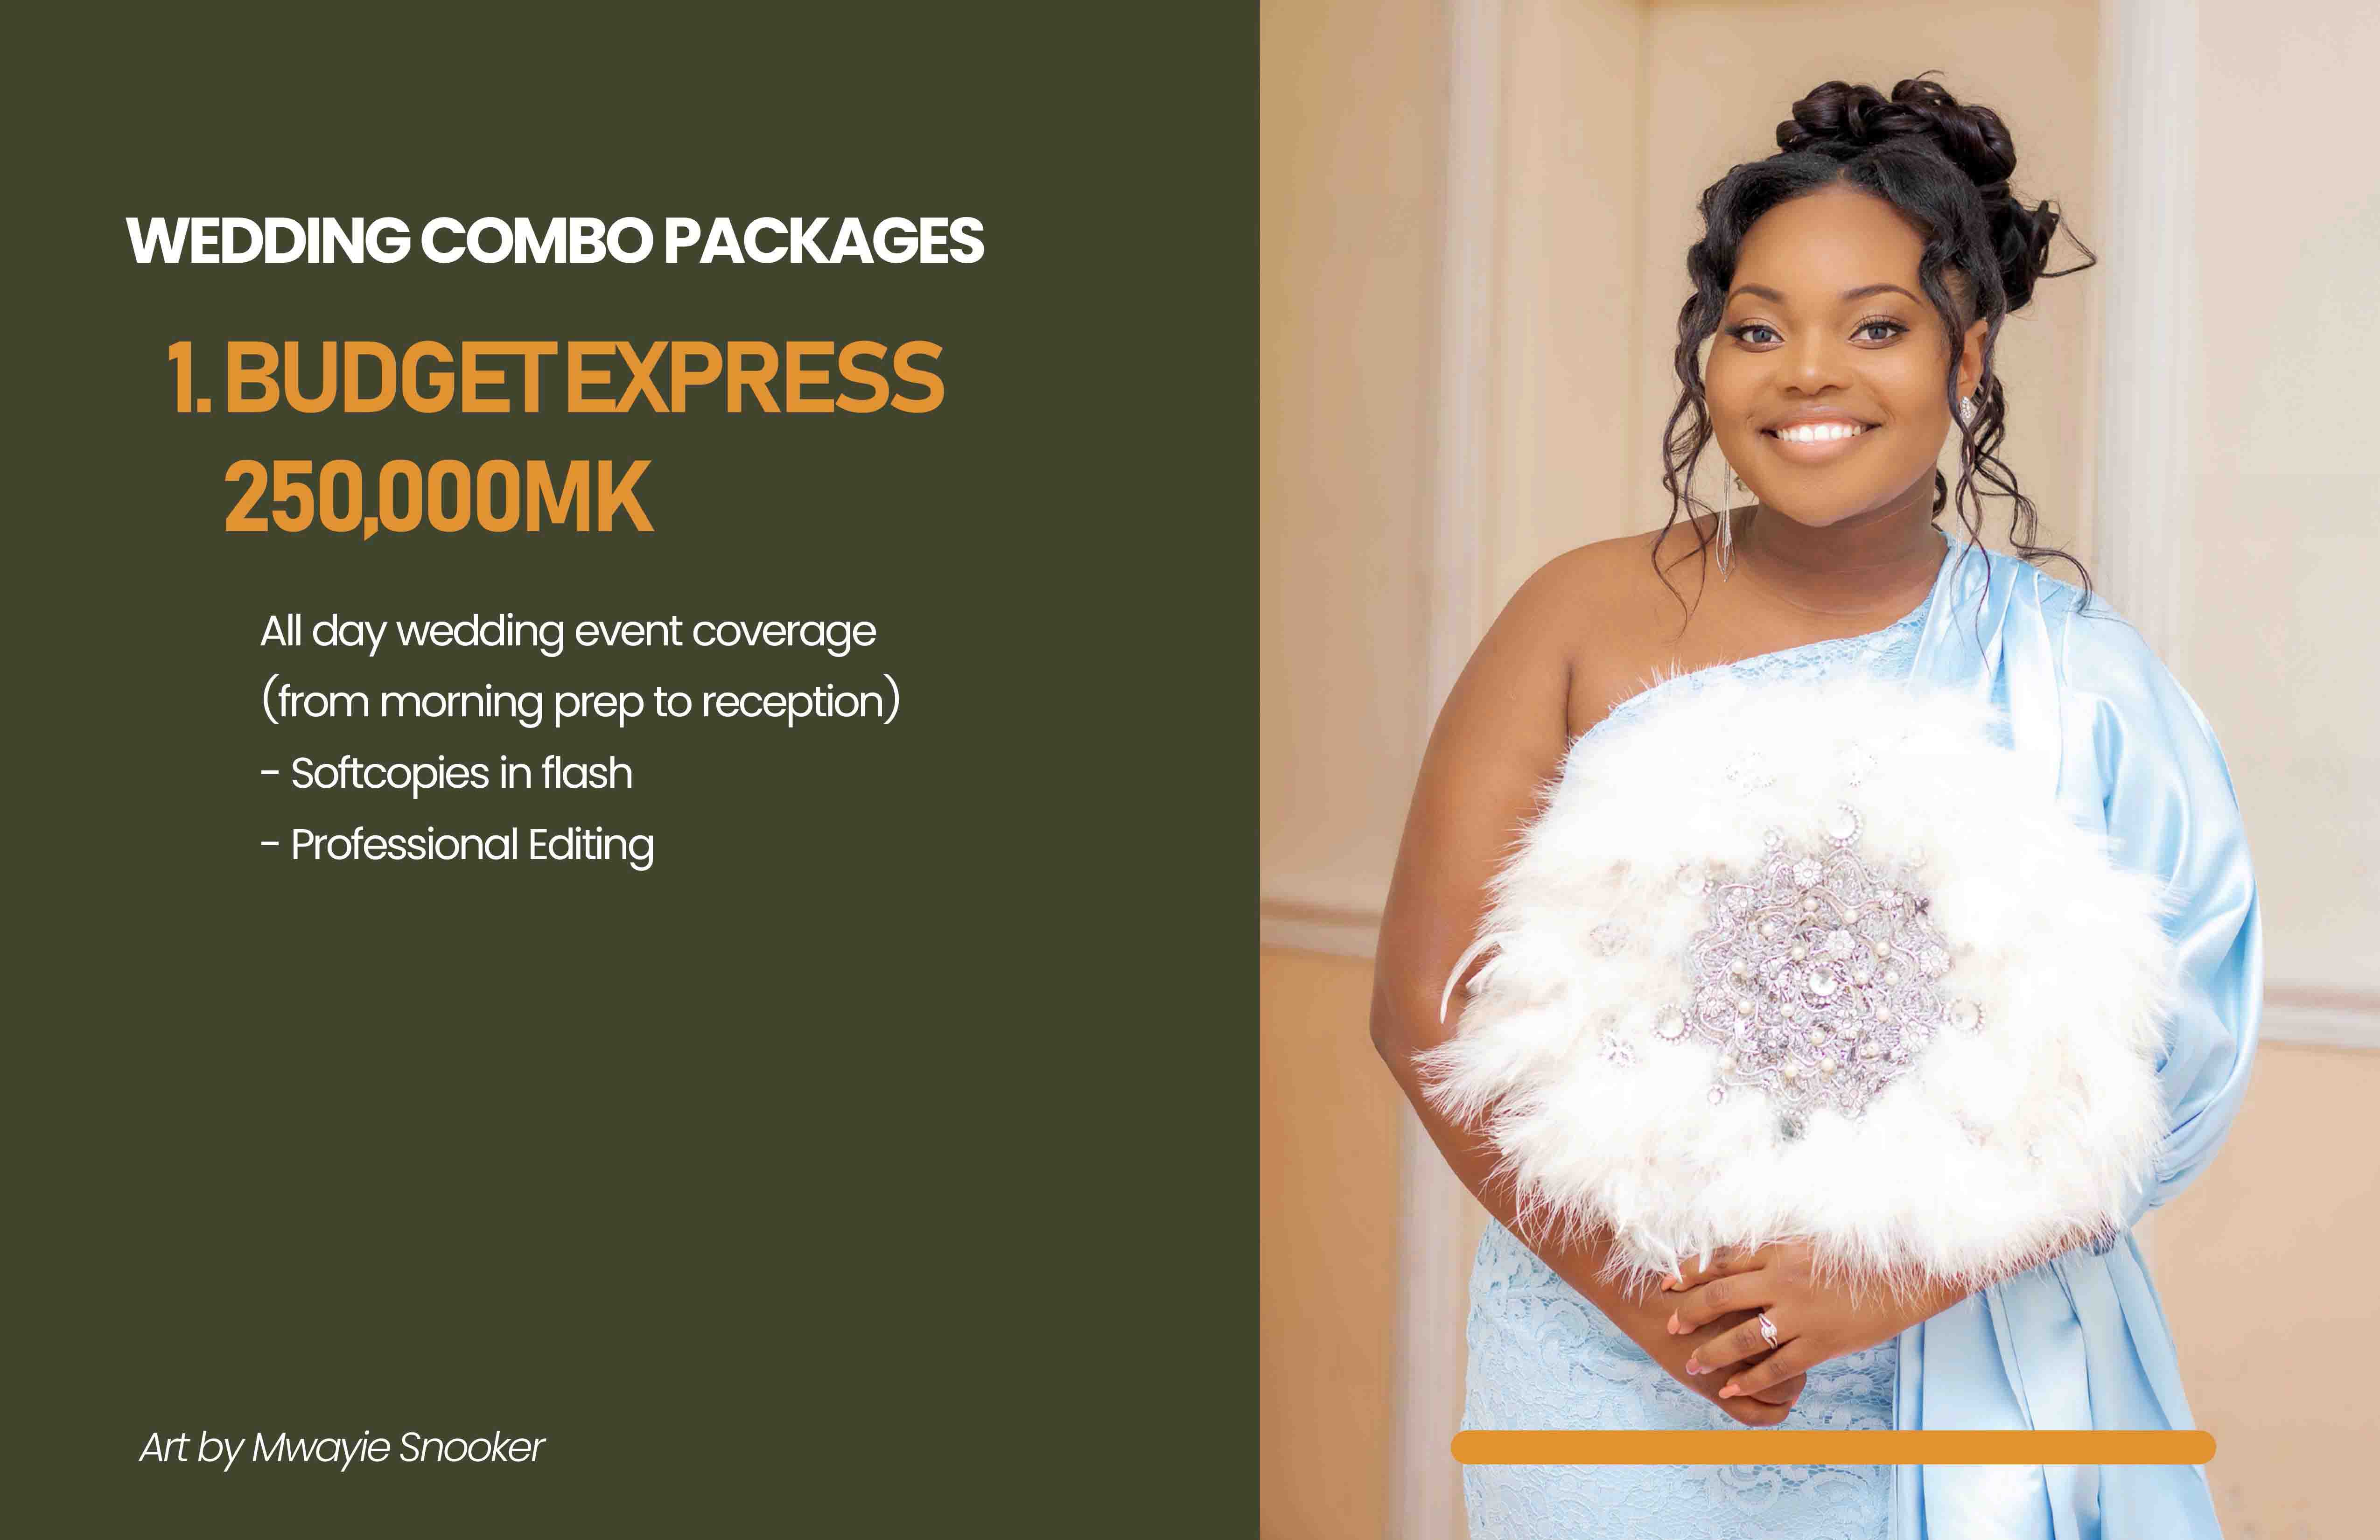 WEDDING COMBO PACKAGES
1. BUDGET EXPRESS
250,000MK
All day wedding event coverage
(from morning prep to reception)
- Softcopies in flash
- Professional Editing
Art by Mwayie Snooker